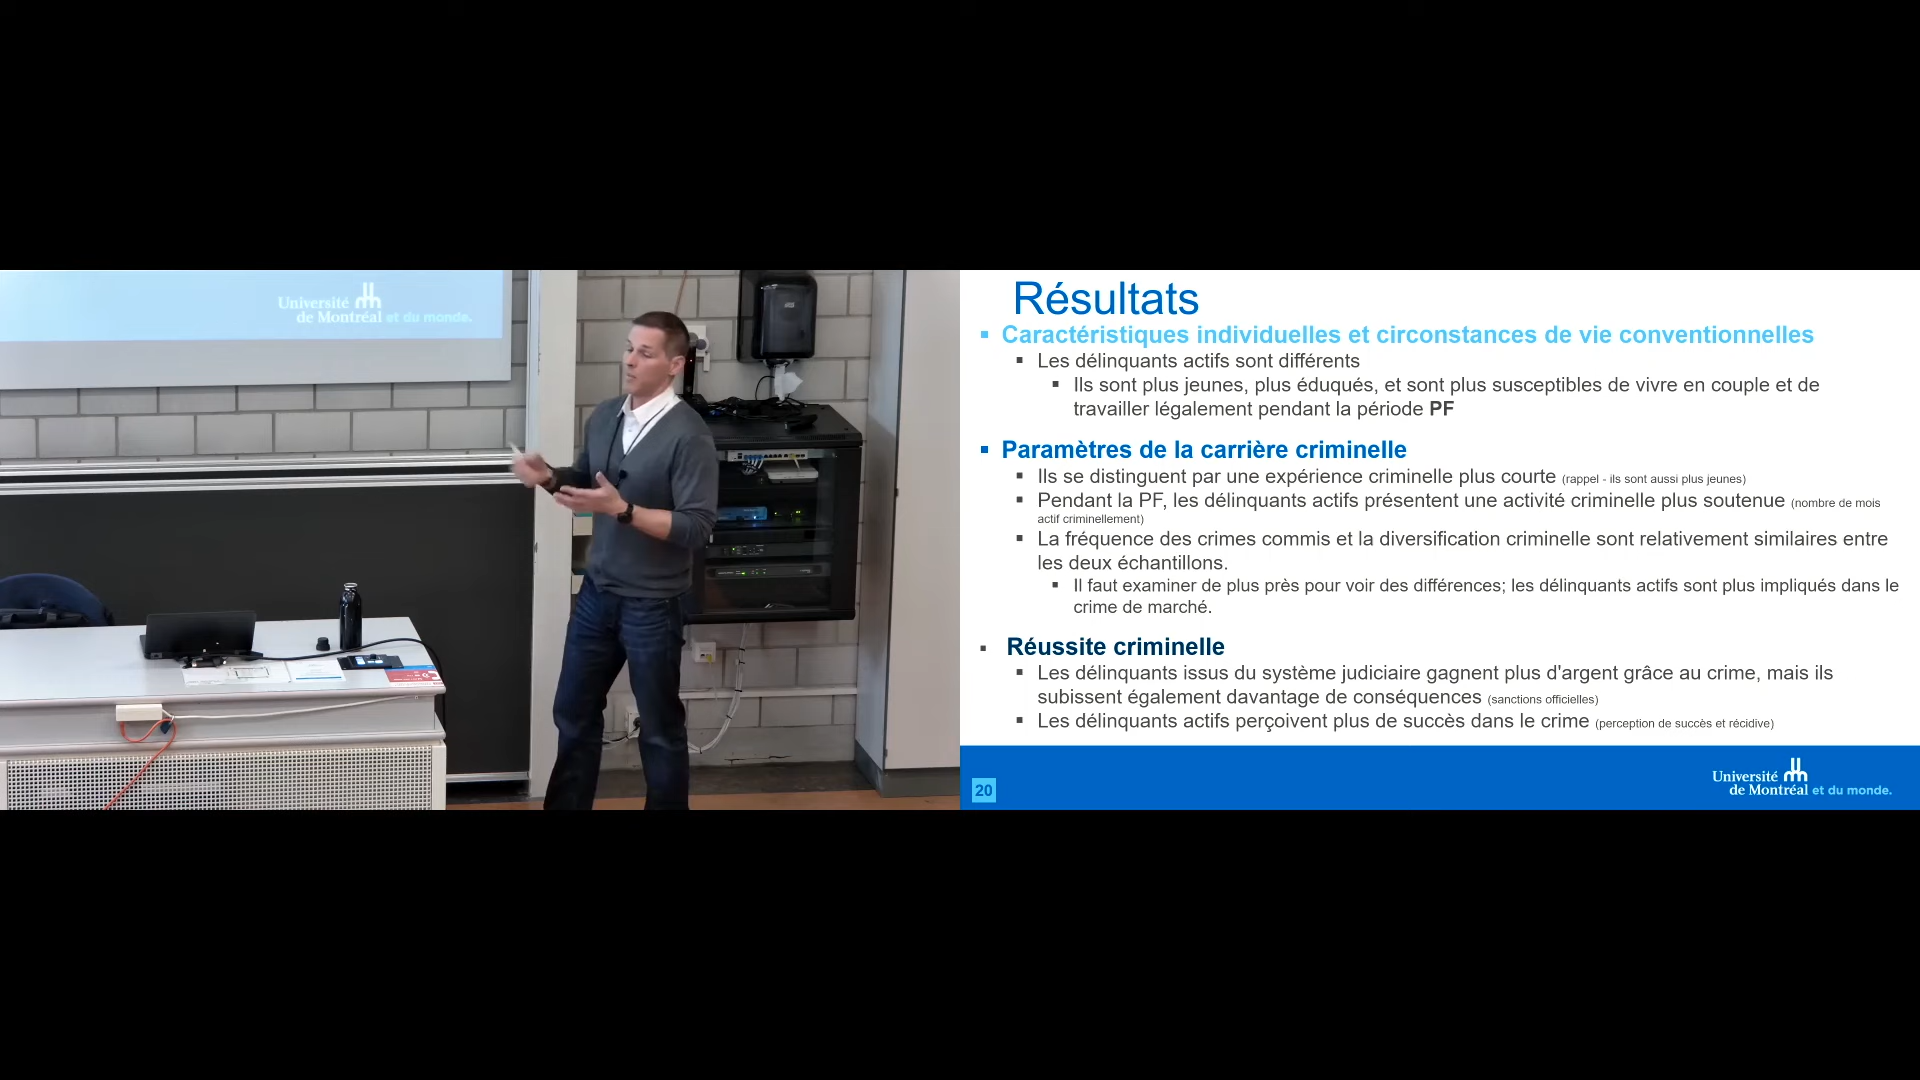 Université
de Montréal et du monde.
Résultats
▪ Caractéristiques individuelles et circonstances de vie conventionnelles
▪ Les délinquants actifs sont différents
▪ Ils sont plus jeunes, plus éduqués, et sont plus susceptibles de vivre en couple et de
travailler légalement pendant la période PF
▪ Paramètres de la carrière criminelle
▪ Ils se distinguent par une expérience criminelle plus courte (rappel - ils sont aussi plus jeunes)
▪ Pendant la PF, les délinquants actifs présentent une activité criminelle plus soutenue (nombre de mois
actif criminellement)
▪ La fréquence des crimes commis et la diversification criminelle sont relativement similaires entre
les deux échantillons.
▪ Il faut examiner de plus près pour voir des différences; les délinquants actifs sont plus impliqués dans le
crime de marché.
▪ Réussite criminelle
▪ Les délinquants issus du système judiciaire gagnent plus d'argent grâce au crime, mais ils
subissent également davantage de conséquences (sanctions officielles)
▪ Les délinquants actifs perçoivent plus de succès dans le crime (perception de succès et récidive)
20
Université
de Montréal et du monde.